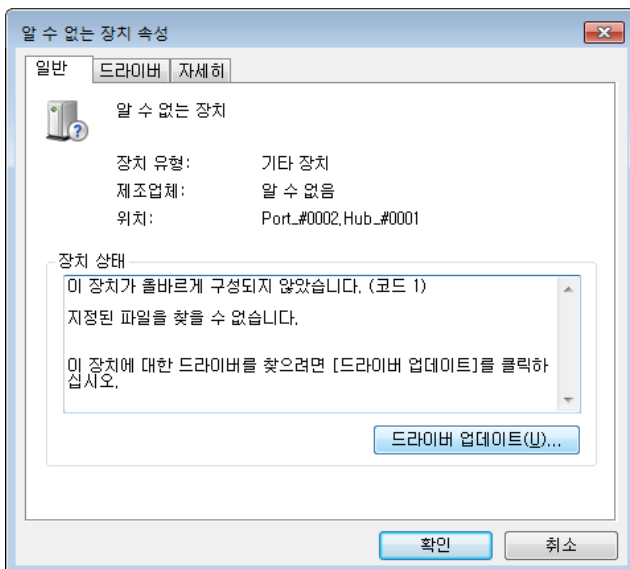 알 수 없는 장치 속성
일반 드라이버 자세히
알 수 없는 장치
장치 유형: 기타 장치
제조업체: 알 수 없음
위치: Port_#0002.Hub_#0001
장치 상태
이 장치가 올바르게 구성되지 않았습니다. (코드 1)
지정된 파일을 찾을 수 없습니다.
이 장치에 대한 드라이버를 찾으려면 [드라이버 업데이트]를 클릭하
십시오.
드라이버 업데이트(U)...
확인 취소